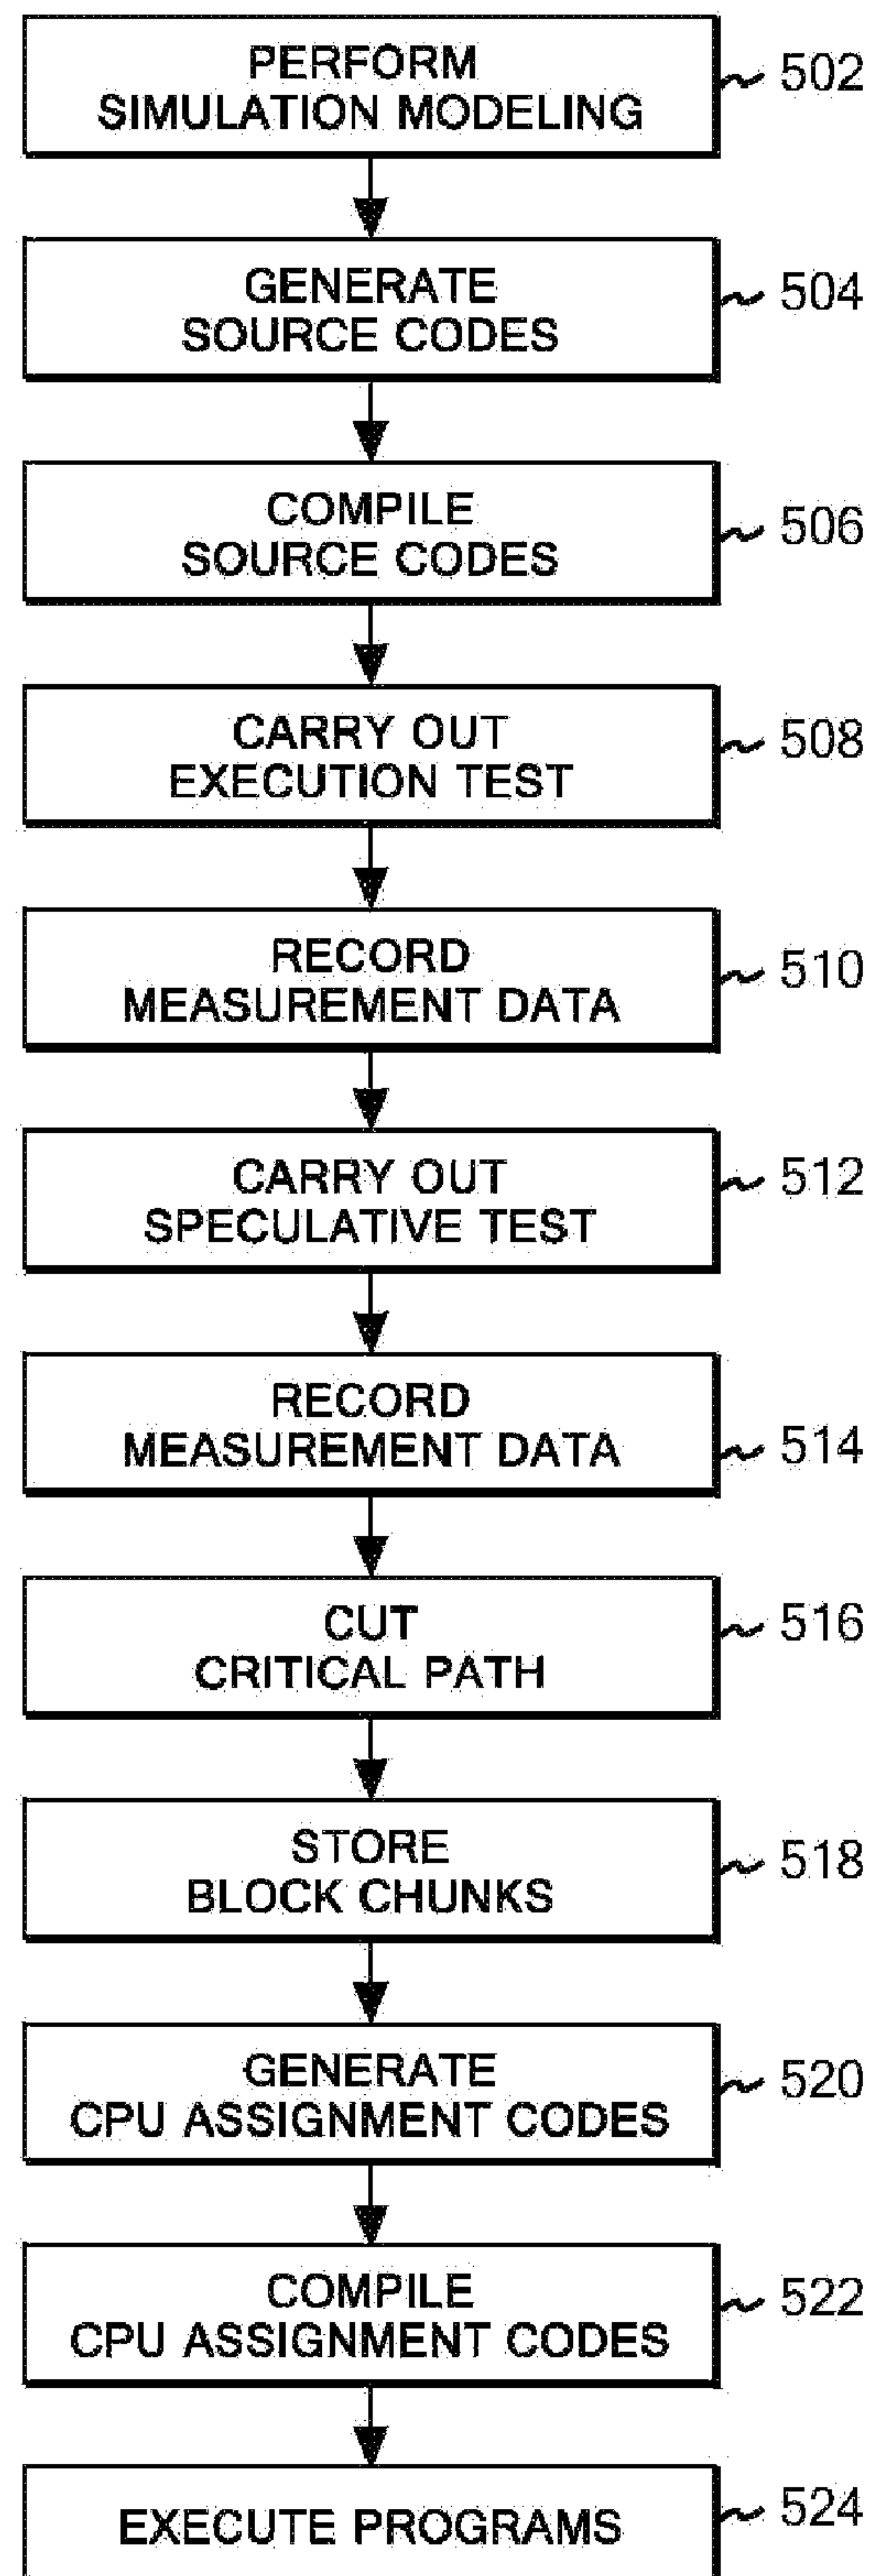 PERFORM
SIMULATION MODELING
502
GENERATE
SOURCE CODES
504
COMPILE
SOURCE CODES
506
CARRY OUT
EXECUTION TEST
508
RECORD
MEASUREMENT DATA
510
CARRY OUT
SPECULATIVE TEST
512
RECORD
MEASUREMENT DATA
514
CUT
CRITICAL PATH
516
STORE
BLOCK CHUNKS
518
GENERATE
CPU ASSIGNMENT CODES
520
COMPILE
CPU ASSIGNMENT CODES
522
EXECUTE PROGRAMS
524